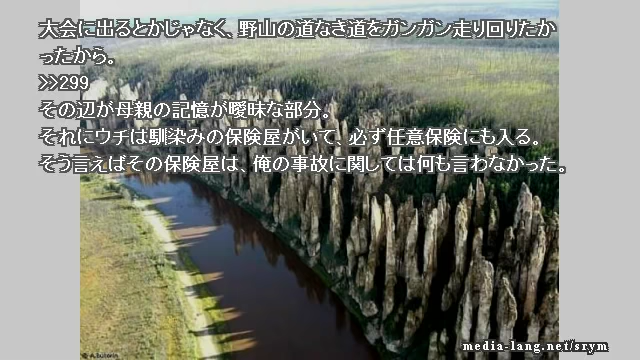 大会に出るとかじゃなく、野山の道なき道をガンガン走り回りたか
ったから。
>>299
その辺が母親の記憶が曖昧な部分。
それにウチは馴染みの保険屋がいて、必ず任意保険にも入る。
そう言えばその保険屋は、俺の事故に関しては何も言わなかった。
© A.Butorin
media-lang.net/srym